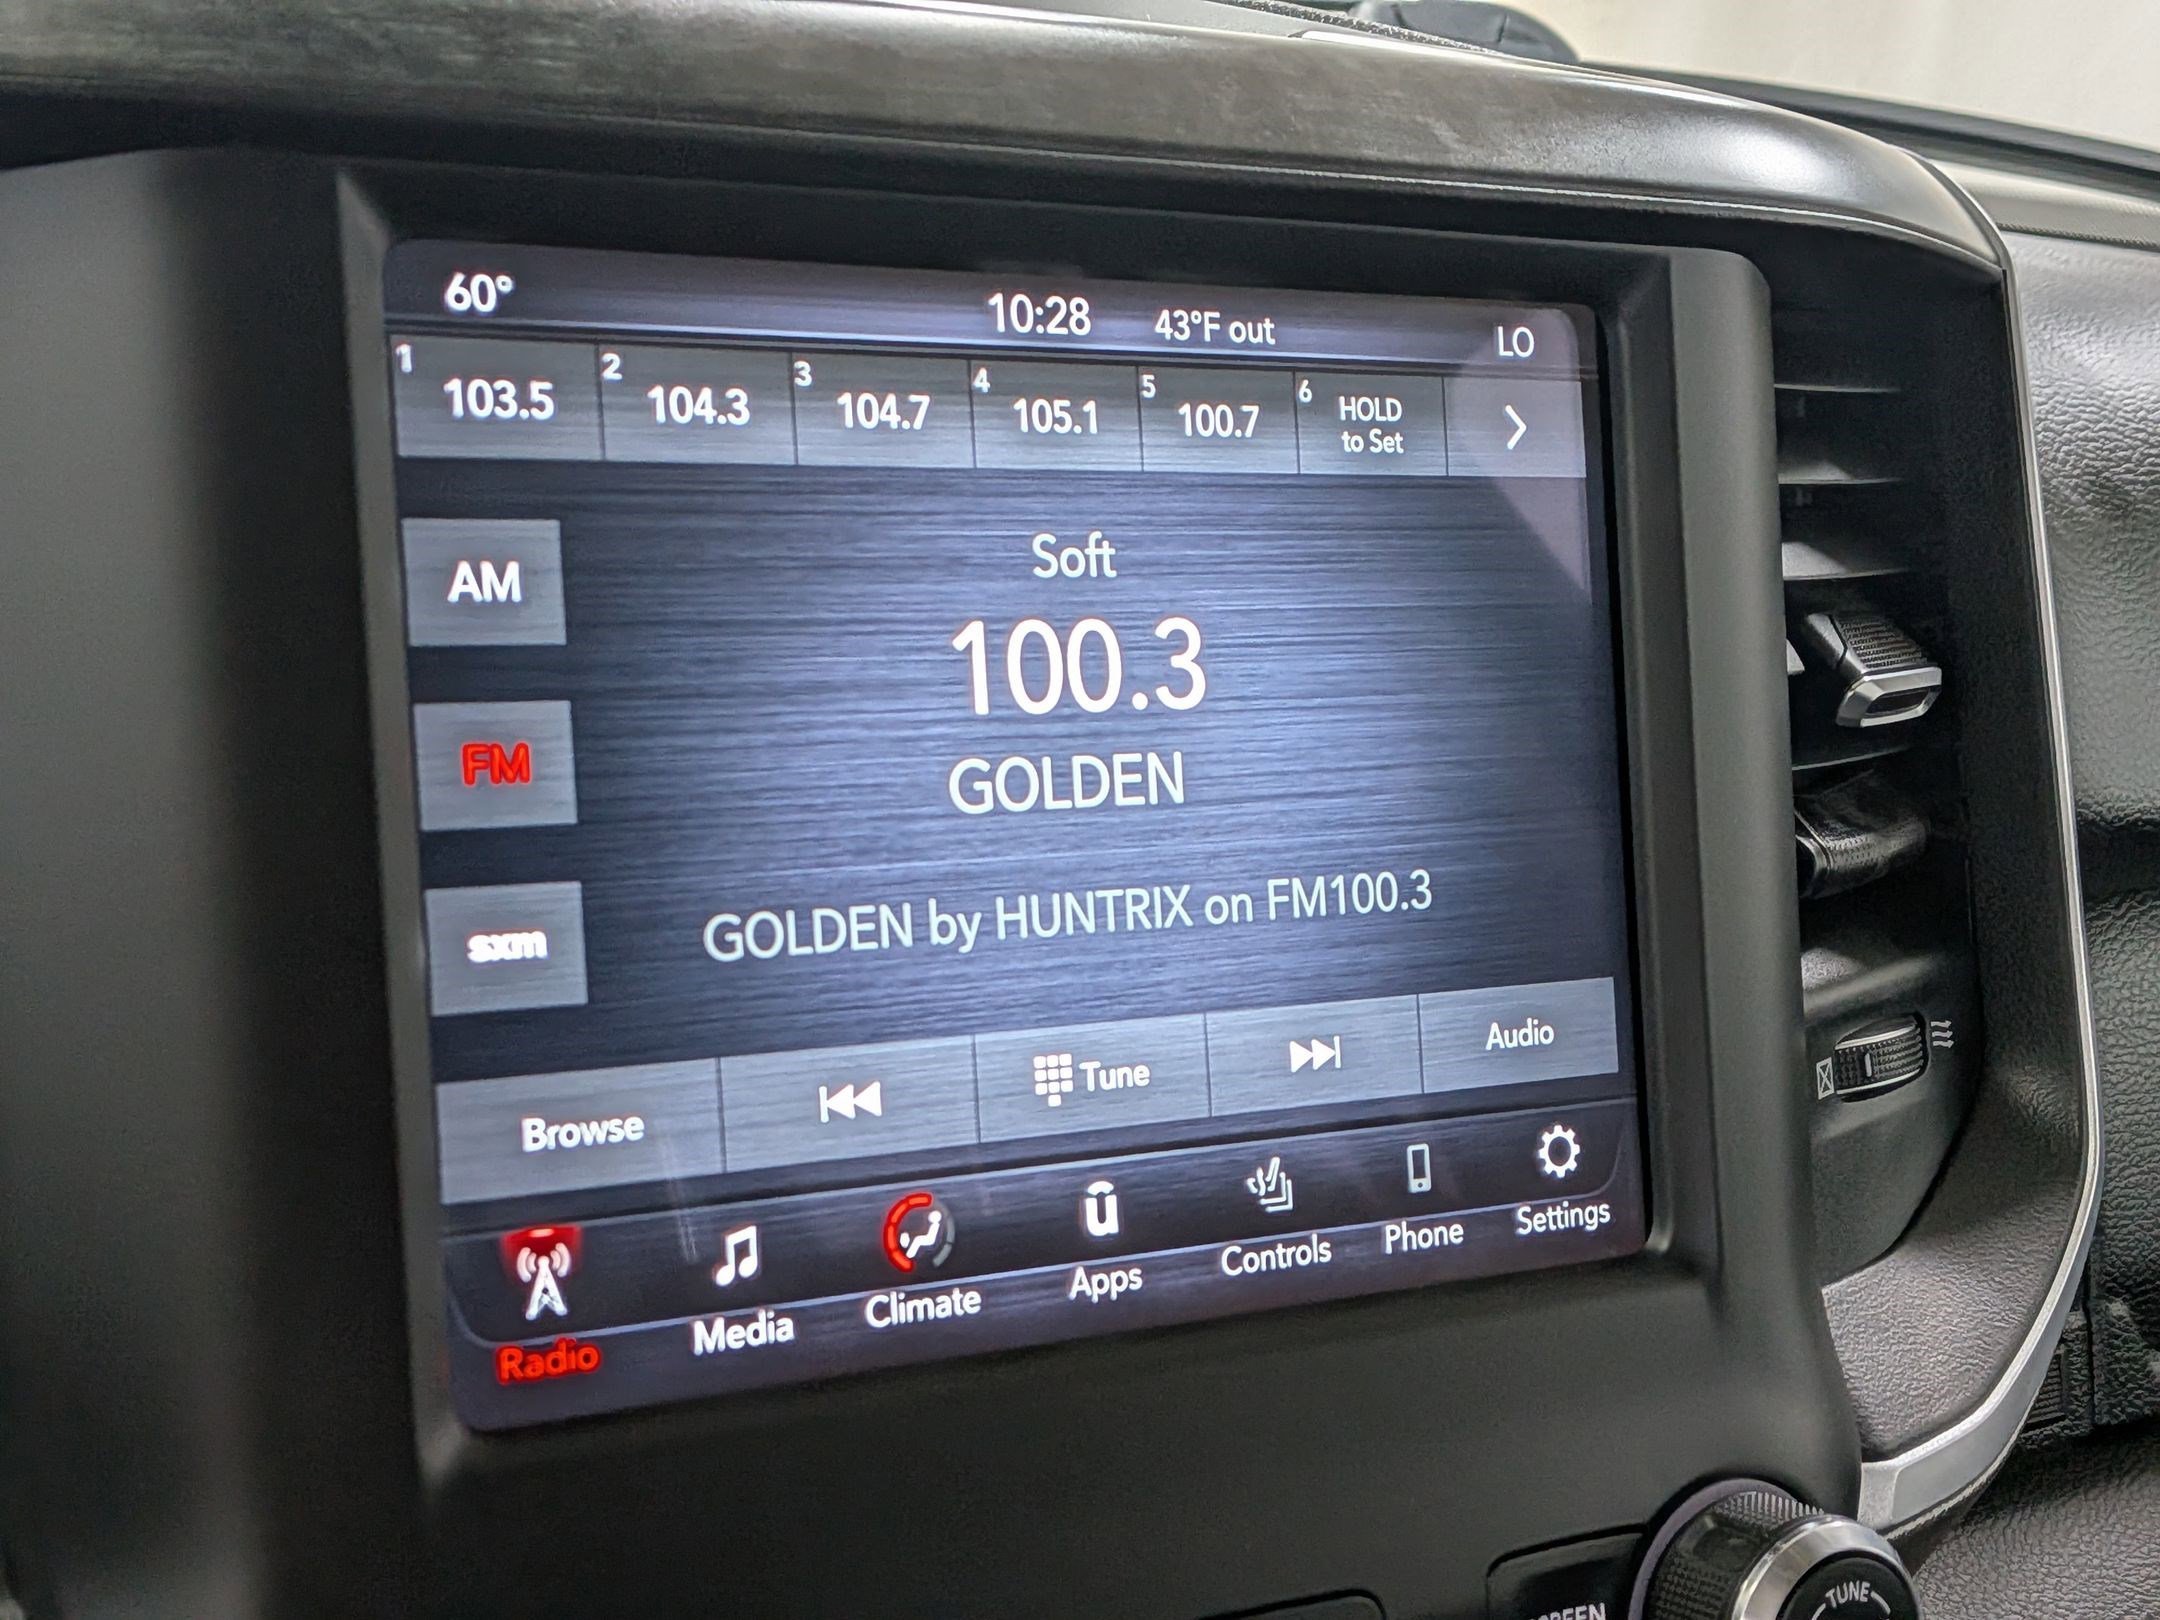 60° 10:28 43°F out LO
1 103.5 2 104.3 3 104.7 4 105.1 5 100.7 6 HOLD
to Set
Soft
AM
100.3
FM
GOLDEN
GOLDEN by HUNTRIX on FM100.3
sxm
Browse Tune Audio
Radio Media Climate Apps Controls Phone Settings
TUNE